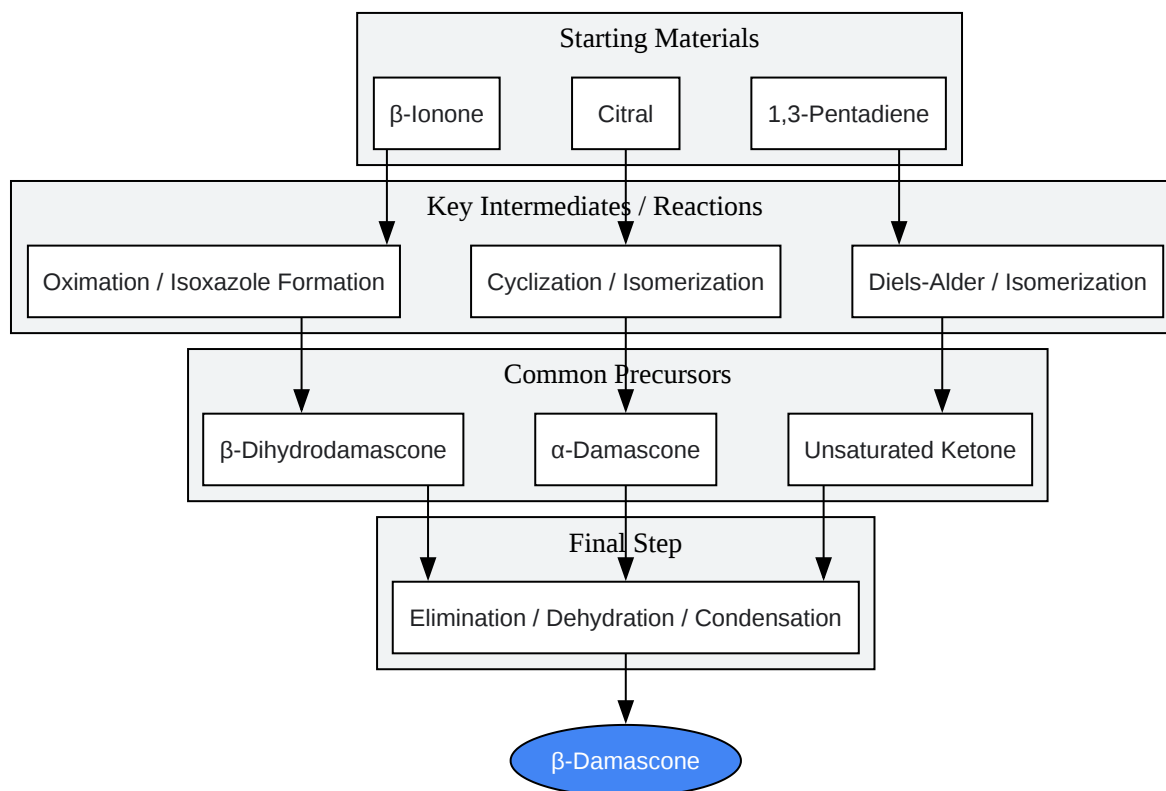 Starting Materials
β-Ionone
Citral
1,3-Pentadiene
Key Intermediates / Reactions
Oximation / Isoxazole Formation
Cyclization / Isomerization
Diels-Alder / Isomerization
Common Precursors
β-Dihydrodamascone
α-Damascone
Unsaturated Ketone
Final Step
Elimination / Dehydration / Condensation
β-Damascone